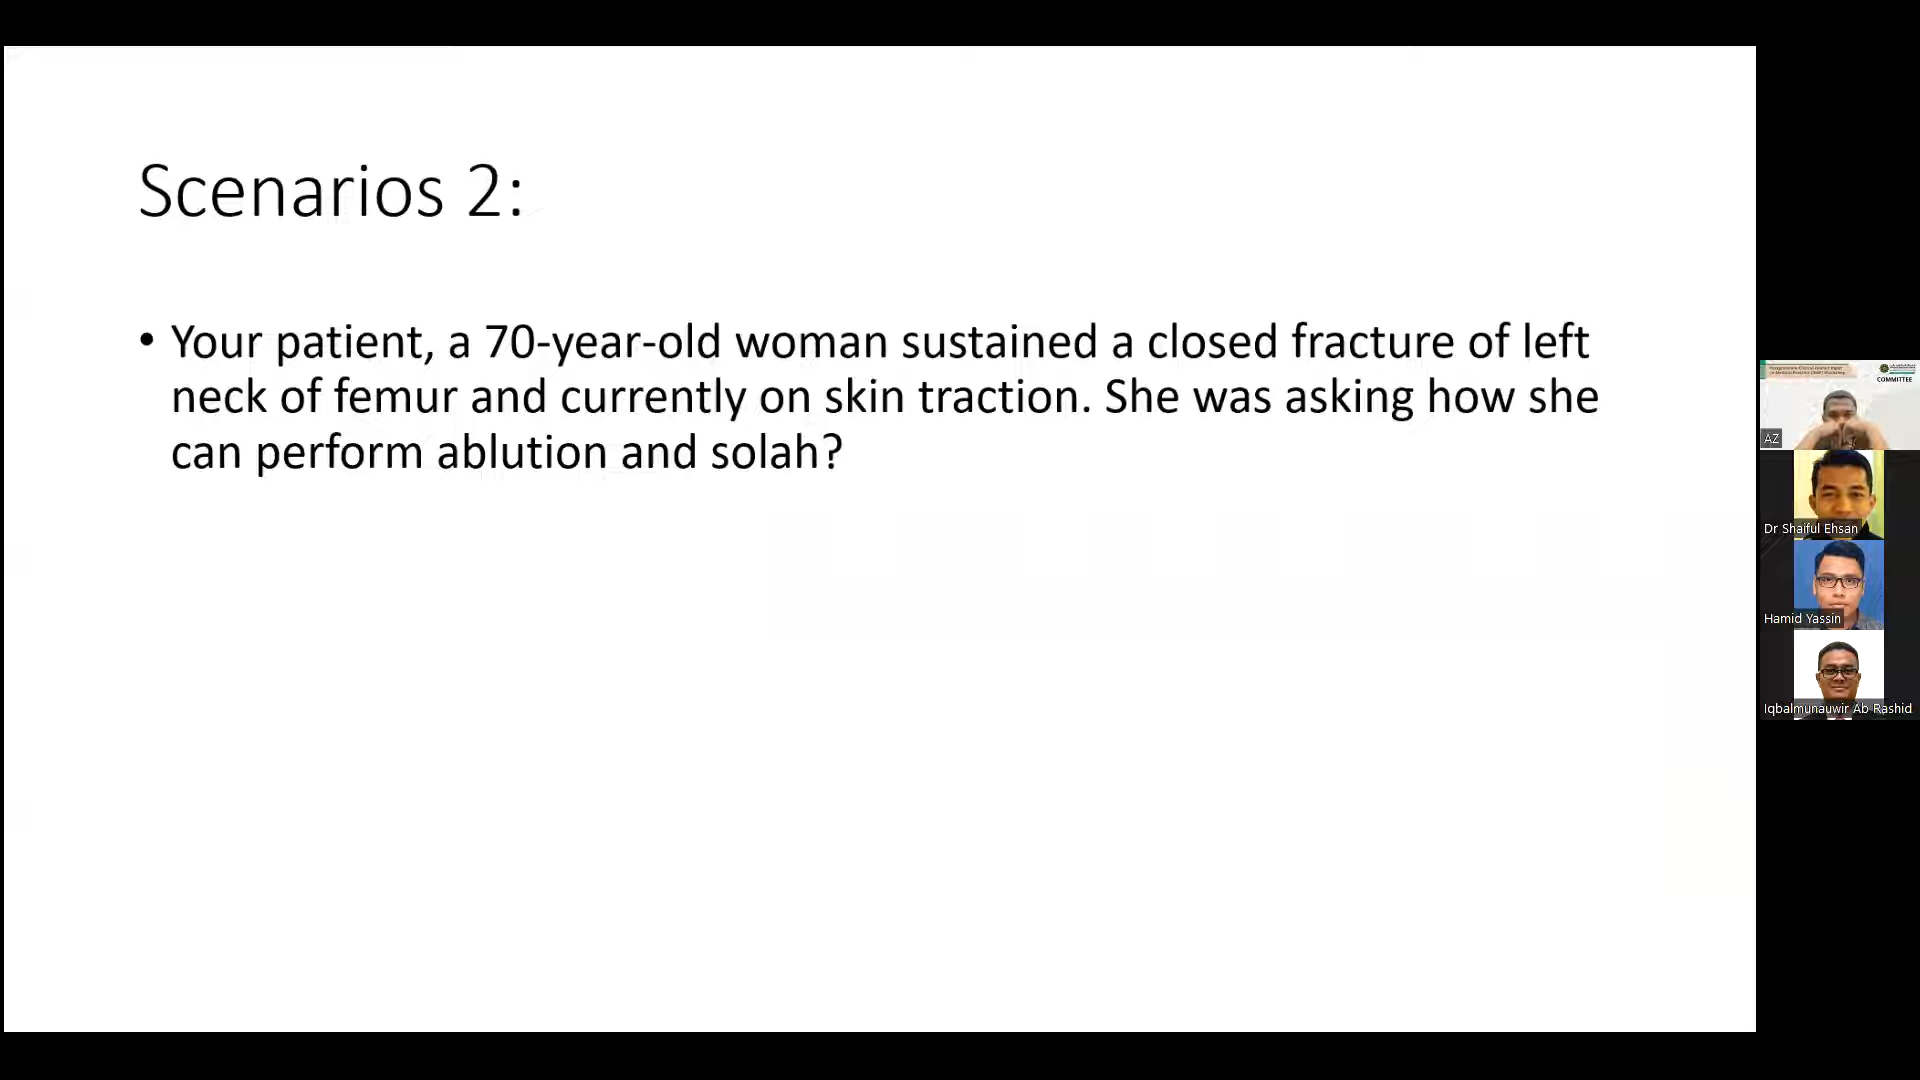 Scenarios 2:
• Your patient, a 70-year-old woman sustained a closed fracture of left
neck of femur and currently on skin traction. She was asking how she
can perform ablution and solah?
COMMITTEE
AZ
Dr Shaiful Ehsan
Hamid Yassin
Iqbalmunauwir Ab Rashid